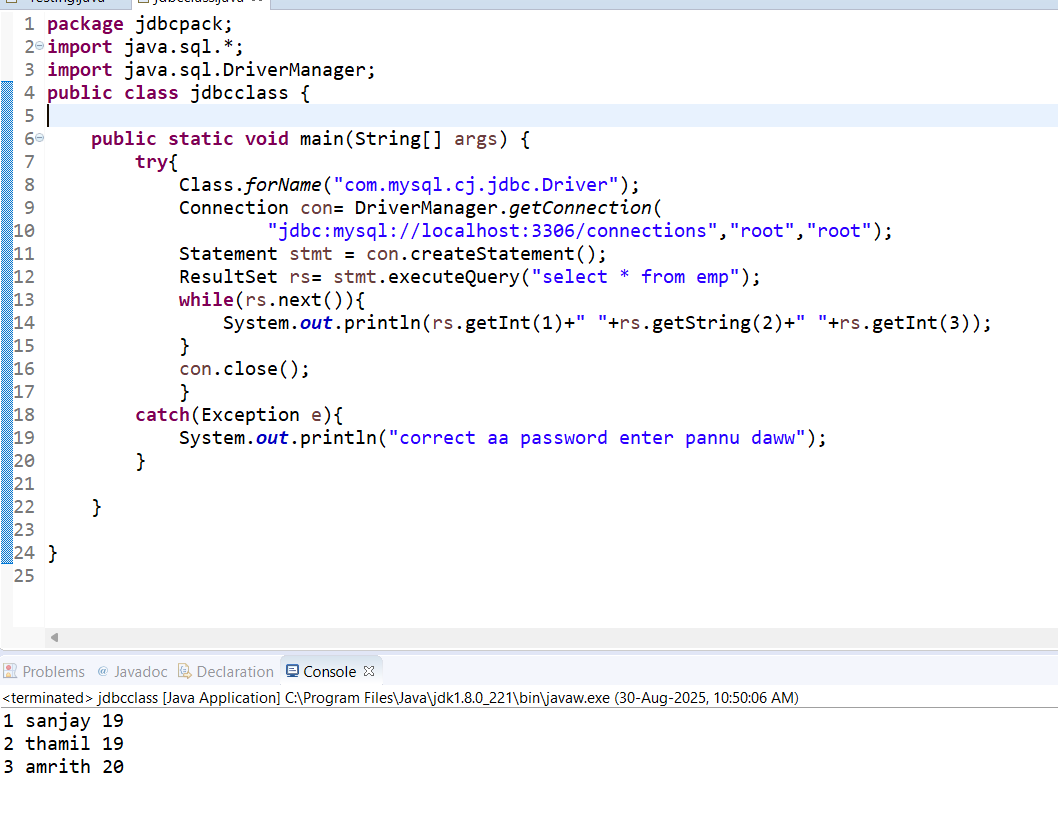 Testing.java jdbcclass.java
1 package jdbcpack;
2 import java.sql.*;
3 import java.sql.DriverManager;
4 public class jdbcclass {
5
6     public static void main(String[] args) {
7         try{
8             Class.forName("com.mysql.cj.jdbc.Driver");
9             Connection con= DriverManager.getConnection(
10                     "jdbc:mysql://localhost:3306/connections","root","root");
11             Statement stmt = con.createStatement();
12             ResultSet rs= stmt.executeQuery("select * from emp");
13             while(rs.next()){
14                 System.out.println(rs.getInt(1)+" "+rs.getString(2)+" "+rs.getInt(3));
15             }
16             con.close();
17             }
18         catch(Exception e){
19             System.out.println("correct aa password enter pannu daww");
20         }
21
22     }
23
24 }
25
Problems @ Javadoc Declaration Console
<terminated> jdbcclass [Java Application] C:\Program Files\Java\jdk1.8.0_221\bin\javaw.exe (30-Aug-2025, 10:50:06 AM)
1 sanjay 19
2 thamil 19
3 amrith 20